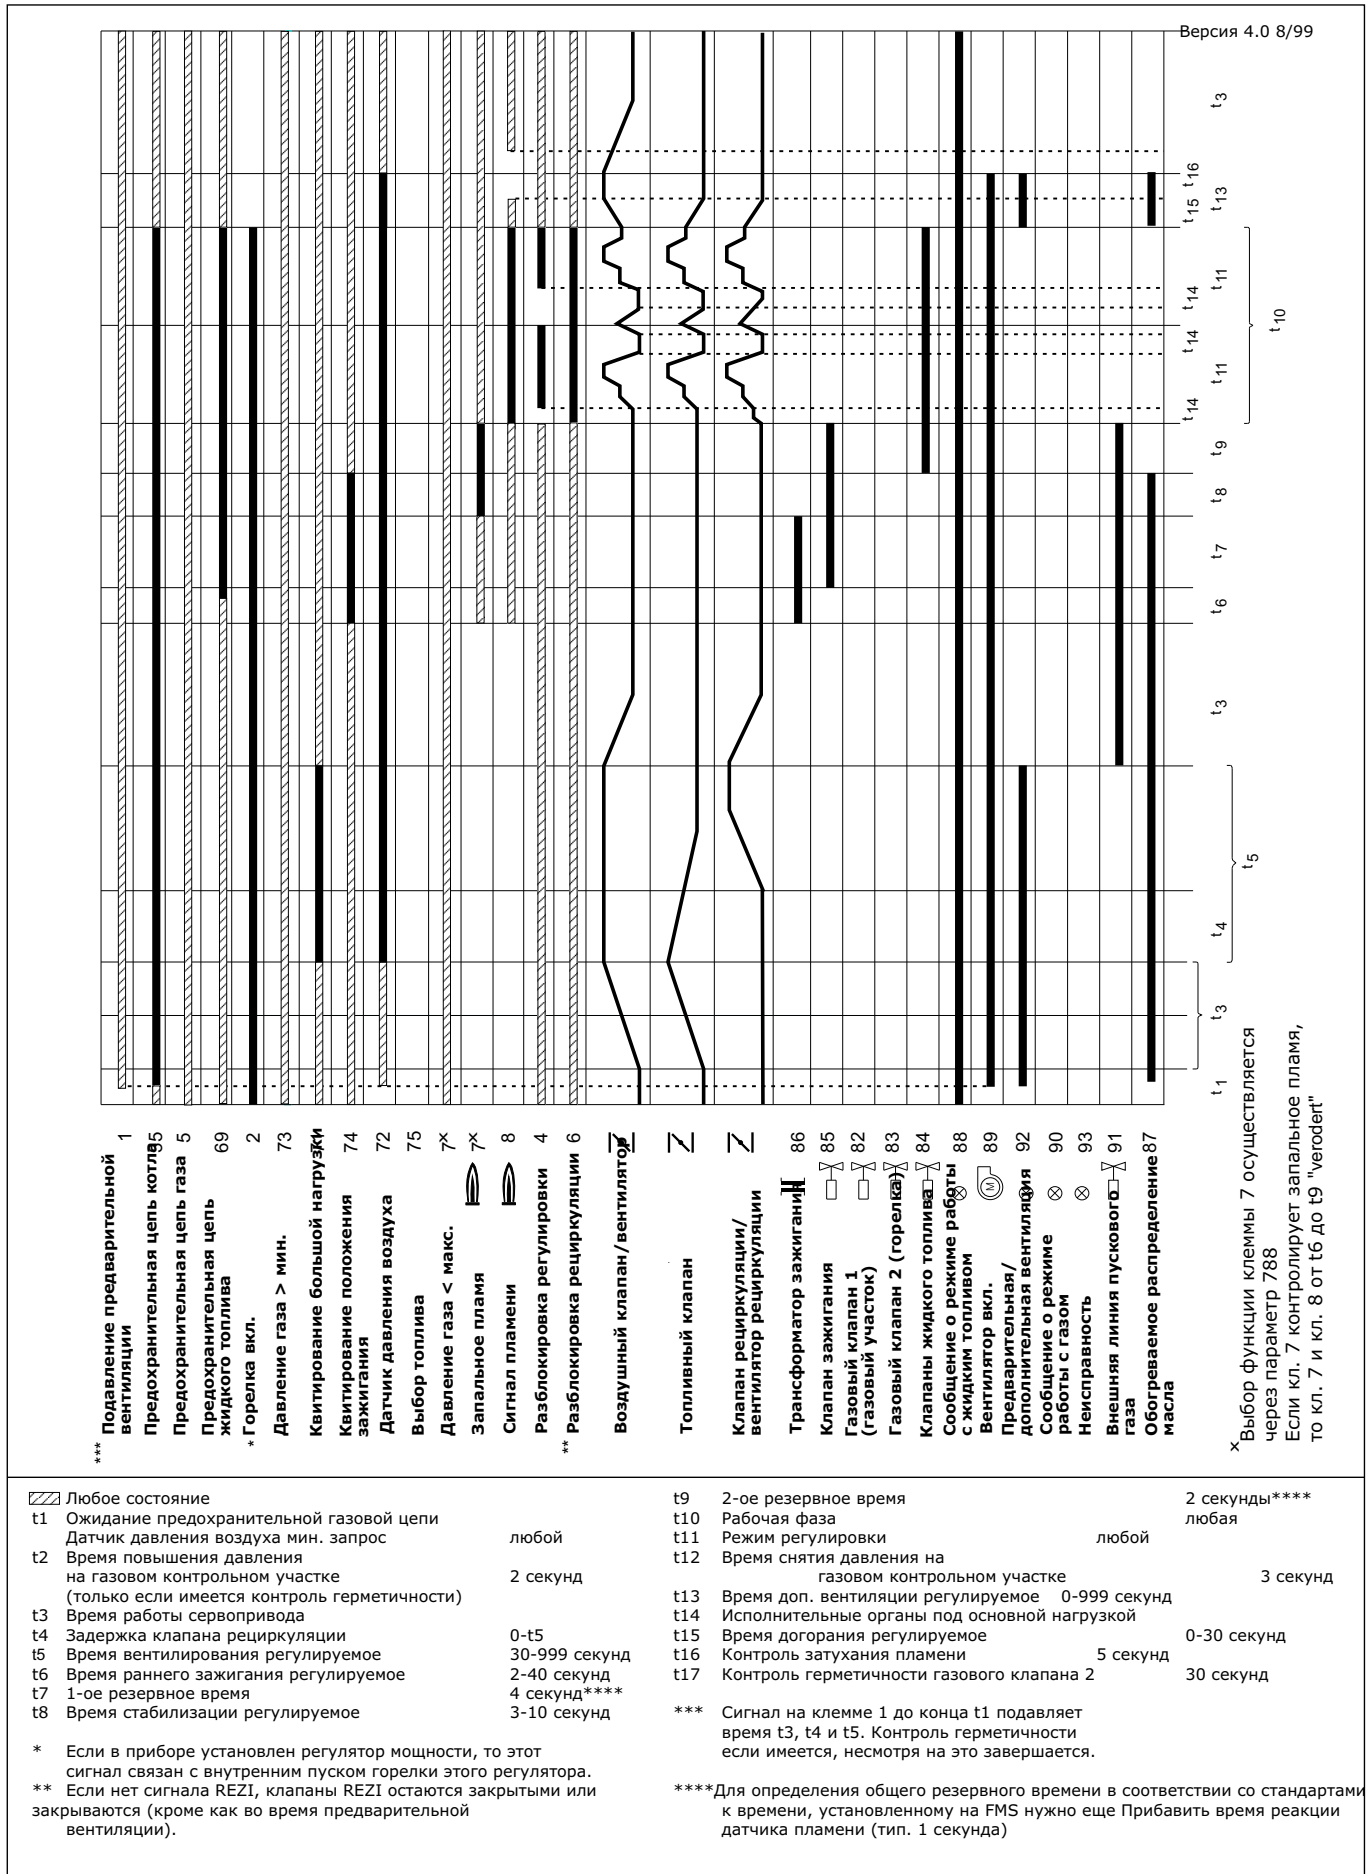 Версия 4.0 8/99
t3
t16
t13
t15
t11
t14
t10
t14
t11
t14
t9
t8
t7
t6
t3
t5
t4
t3
t1
*** Подавление предварительной
вентиляции 1
Предохранительная цепь котла 95
Предохранительная цепь газа 5
Предохранительная цепь
жидкого топлива 69
* Горелка вкл. 2
Давление газа > мин. 73
Квитирование большой нагрузки
Квитирование положения
зажигания 74
Датчик давления воздуха 72
Выбор топлива 75
Давление газа < макс. 7x
Запальное пламя 7x
Сигнал пламени 8
Разблокировка регулировки 4
** Разблокировка рециркуляции 6
Воздушный клапан/вентилятор
Топливный клапан
Клапан рециркуляции/
вентилятор рециркуляции
Трансформатор зажигания 86
Клапан зажигания 85
Газовый клапан 1
(газовый участок) 82
Газовый клапан 2 (горелка) 83
Клапаны жидкого топлива 84
Сообщение о режиме работы
с жидким топливом 88
Вентилятор вкл. M 89
Предварительная/
дополнительная вентиляция 92
Сообщение о режиме
работы с газом 90
Неисправность 93
Внешняя линия пускового
газа 91
Обогреваемое распределение
масла 87
x Выбор функции клеммы 7 осуществляется
через параметр 788
Если кл. 7 контролирует запальное пламя,
то кл. 7 и кл. 8 от t6 до t9 "verodert"
Любое состояние
t1 Ожидание предохранительной газовой цепи
Датчик давления воздуха мин. запрос любой
t2 Время повышения давления
на газовом контрольном участке 2 секунд
(только если имеется контроль герметичности)
t3 Время работы сервопривода
t4 Задержка клапана рециркуляции 0-t5
t5 Время вентилирования регулируемое 30-999 секунд
t6 Время раннего зажигания регулируемое 2-40 секунд
t7 1-ое резервное время 4 секунд****
t8 Время стабилизации регулируемое 3-10 секунд
* Если в приборе установлен регулятор мощности, то этот
сигнал связан с внутренним пуском горелки этого регулятора.
** Если нет сигнала REZI, клапаны REZI остаются закрытыми или
закрываются (кроме как во время предварительной
вентиляции).
t9 2-ое резервное время 2 секунды****
t10 Рабочая фаза любая
t11 Режим регулировки любой
t12 Время снятия давления на
газовом контрольном участке 3 секунд
t13 Время доп. вентиляции регулируемое 0-999 секунд
t14 Исполнительные органы под основной нагрузкой
t15 Время догорания регулируемое 0-30 секунд
t16 Контроль затухания пламени 5 секунд
t17 Контроль герметичности газового клапана 2 30 секунд
*** Сигнал на клемме 1 до конца t1 подавляет
время t3, t4 и t5. Контроль герметичности
если имеется, несмотря на это завершается.
****Для определения общего резервного времени в соответствии со стандартами
к времени, установленному на FMS нужно еще Прибавить время реакции
датчика пламени (тип. 1 секунда)